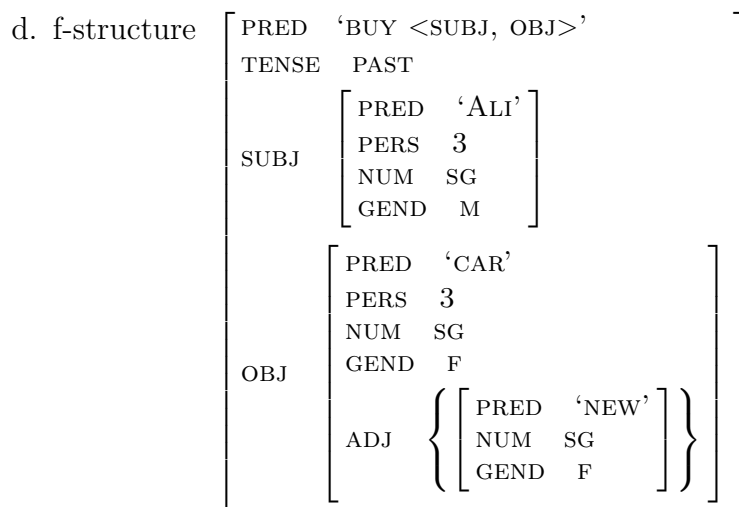 d. f-structure
PRED ‘BUY <SUBJ, OBJ>’
TENSE PAST
SUBJ
PRED ‘ALI’
PERS 3
NUM SG
GEND M
OBJ
PRED ‘CAR’
PERS 3
NUM SG
GEND F
ADJ
PRED ‘NEW’
NUM SG
GEND F